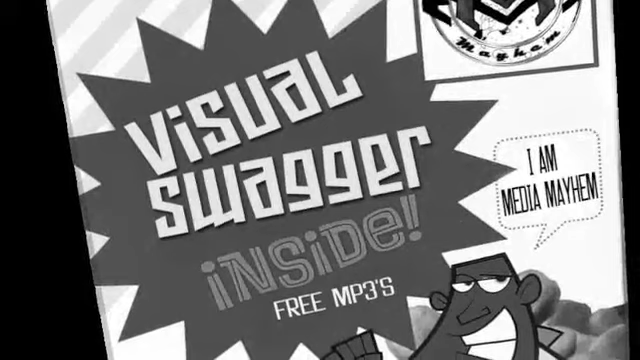 Mayhem
VISUAL
SWAGGER
INSIDE!
FREE MP3'S
I AM
MEDIA MAYHEM